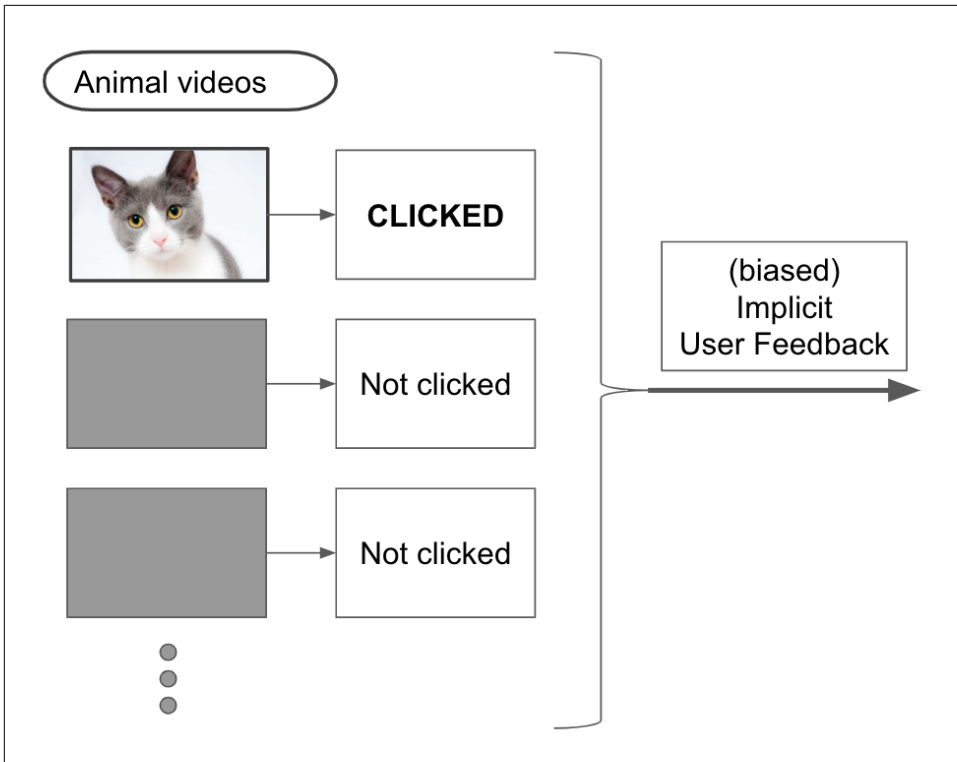 Animal videos
CLICKED
(biased)
Implicit
User Feedback
Not clicked
Not clicked